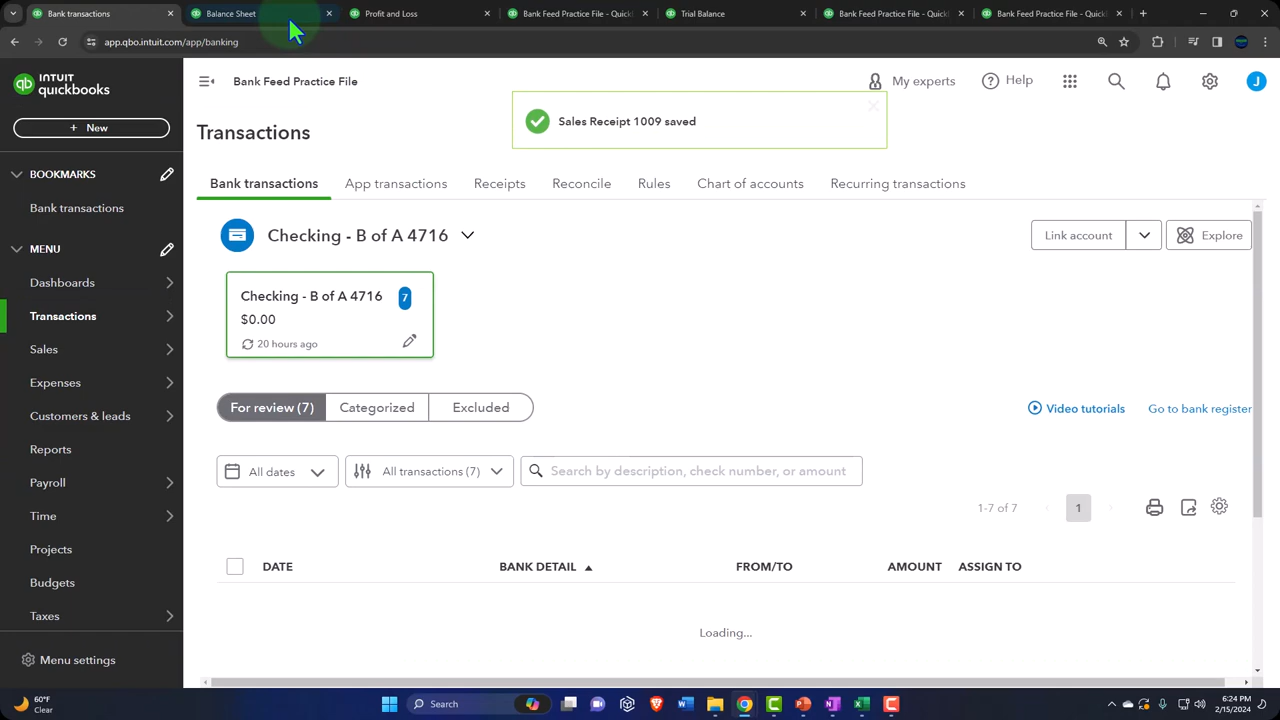 Bank transactions
Balance Sheet
Profit and Loss
Bank Feed Practice File - Quick
Trial Balance
Bank Feed Practice File - Quick
Bank Feed Practice File - Quick
app.qbo.intuit.com/app/banking
INTUIT
quickbooks
Bank Feed Practice File
My experts
Help
J
+ New
Sales Receipt 1009 saved
Transactions
BOOKMARKS
Bank transactions
MENU
Dashboards
Transactions
Sales
Expenses
Customers & leads
Reports
Payroll
Time
Projects
Budgets
Taxes
Menu settings
Bank transactions
App transactions
Receipts
Reconcile
Rules
Chart of accounts
Recurring transactions
Checking - B of A 4716
Link account
Explore
Checking - B of A 4716
7
$0.00
20 hours ago
For review (7)
Categorized
Excluded
Video tutorials
Go to bank register
All dates
All transactions (7)
Search by description, check number, or amount
1-7 of 7
1
DATE
BANK DETAIL
FROM/TO
AMOUNT
ASSIGN TO
Loading...
60°F
Clear
Search
6:24 PM
2/15/2024